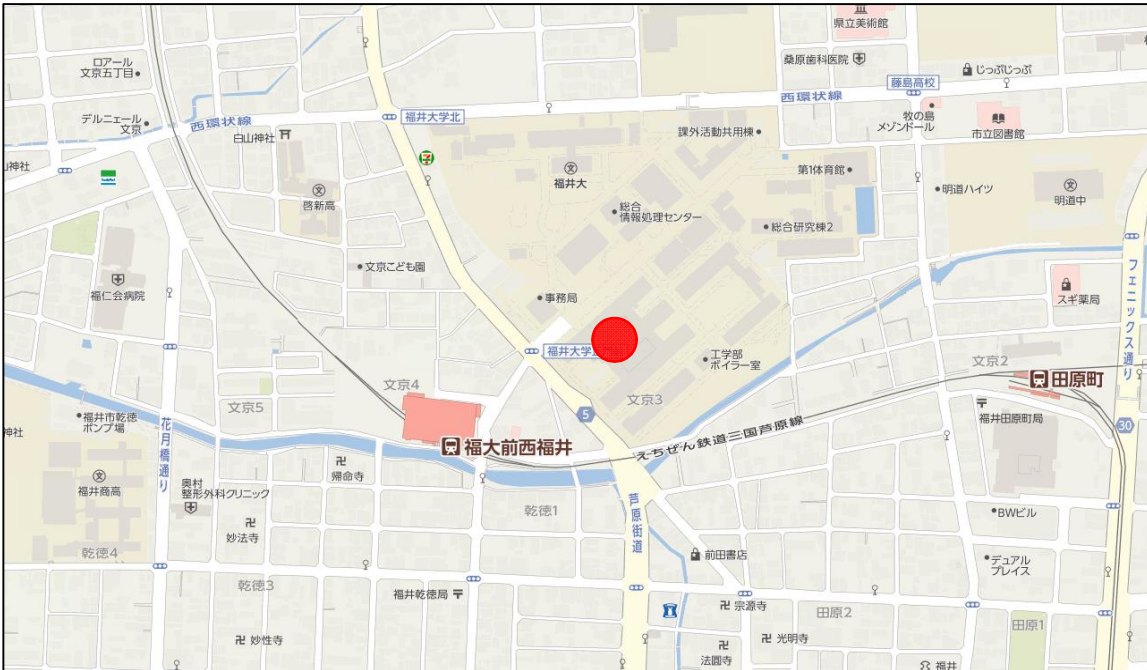 県立美術館
桑原歯科医院
ロアール
文京五丁目
じっぷじっぷ
藤島高校
西環状線
デルニエール
文京
西環状線
福井大学北
牧の島
メゾンドール
市立図書館
白山神社
課外活動共用棟
山神社
福井大
第1体育館
FamilyMart
啓新高
明道ハイツ
明道中
総合
情報処理センター
総合研究棟2
文京こども園
フェニックス通り
福仁会病院
事務局
スギ薬局
福井大学正
工学部
ボイラー室
文京2
田原町
文京4
文京3
文京5
5
福井市乾徳
ポンプ場
福井田原町局
30
神社
花月橋通り
福大前西福井
えちぜん鉄道三国芦原線
帰命寺
福井商高
奥村
整形外科クリニック
乾徳1
芦原街道
BWビル
妙法寺
乾徳4
前田書店
デュアル
プレイス
乾徳3
福井乾徳局
宗源寺
田原2
田原1
妙性寺
光明寺
法圓寺
福井